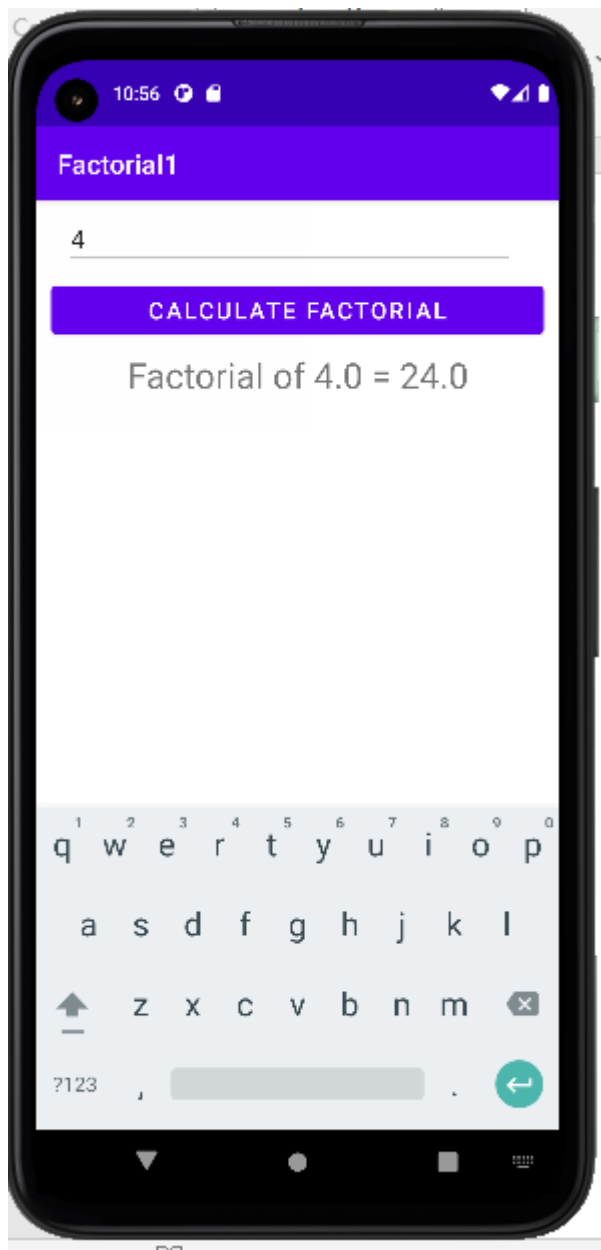 10:56
Factorial1
4
CALCULATE FACTORIAL
Factorial of 4.0 = 24.0
1 2 3 4 5 6 7 8 9 0
q w e r t y u i o p
a s d f g h j k l
z x c v b n m
?123 , .